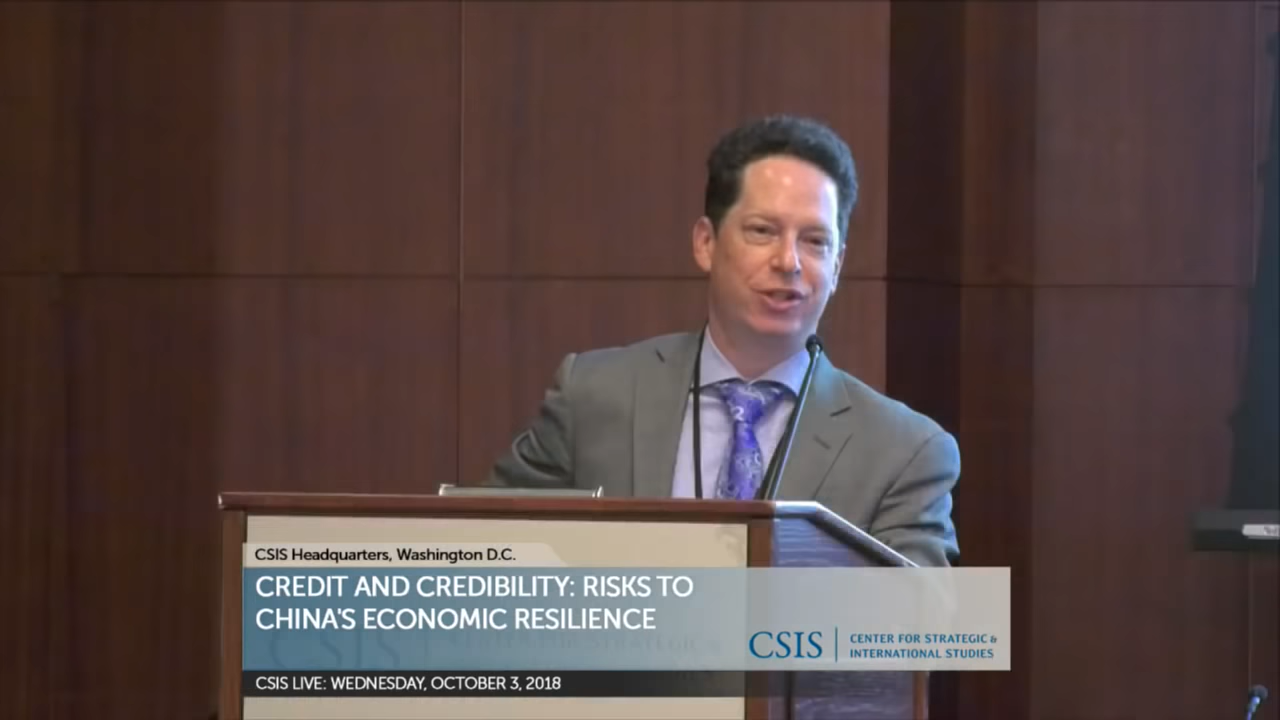 CSIS Headquarters, Washington D.C.
CREDIT AND CREDIBILITY: RISKS TO
CHINA'S ECONOMIC RESILIENCE
CSIS | CENTER FOR STRATEGIC &
INTERNATIONAL STUDIES
CSIS LIVE: WEDNESDAY, OCTOBER 3, 2018